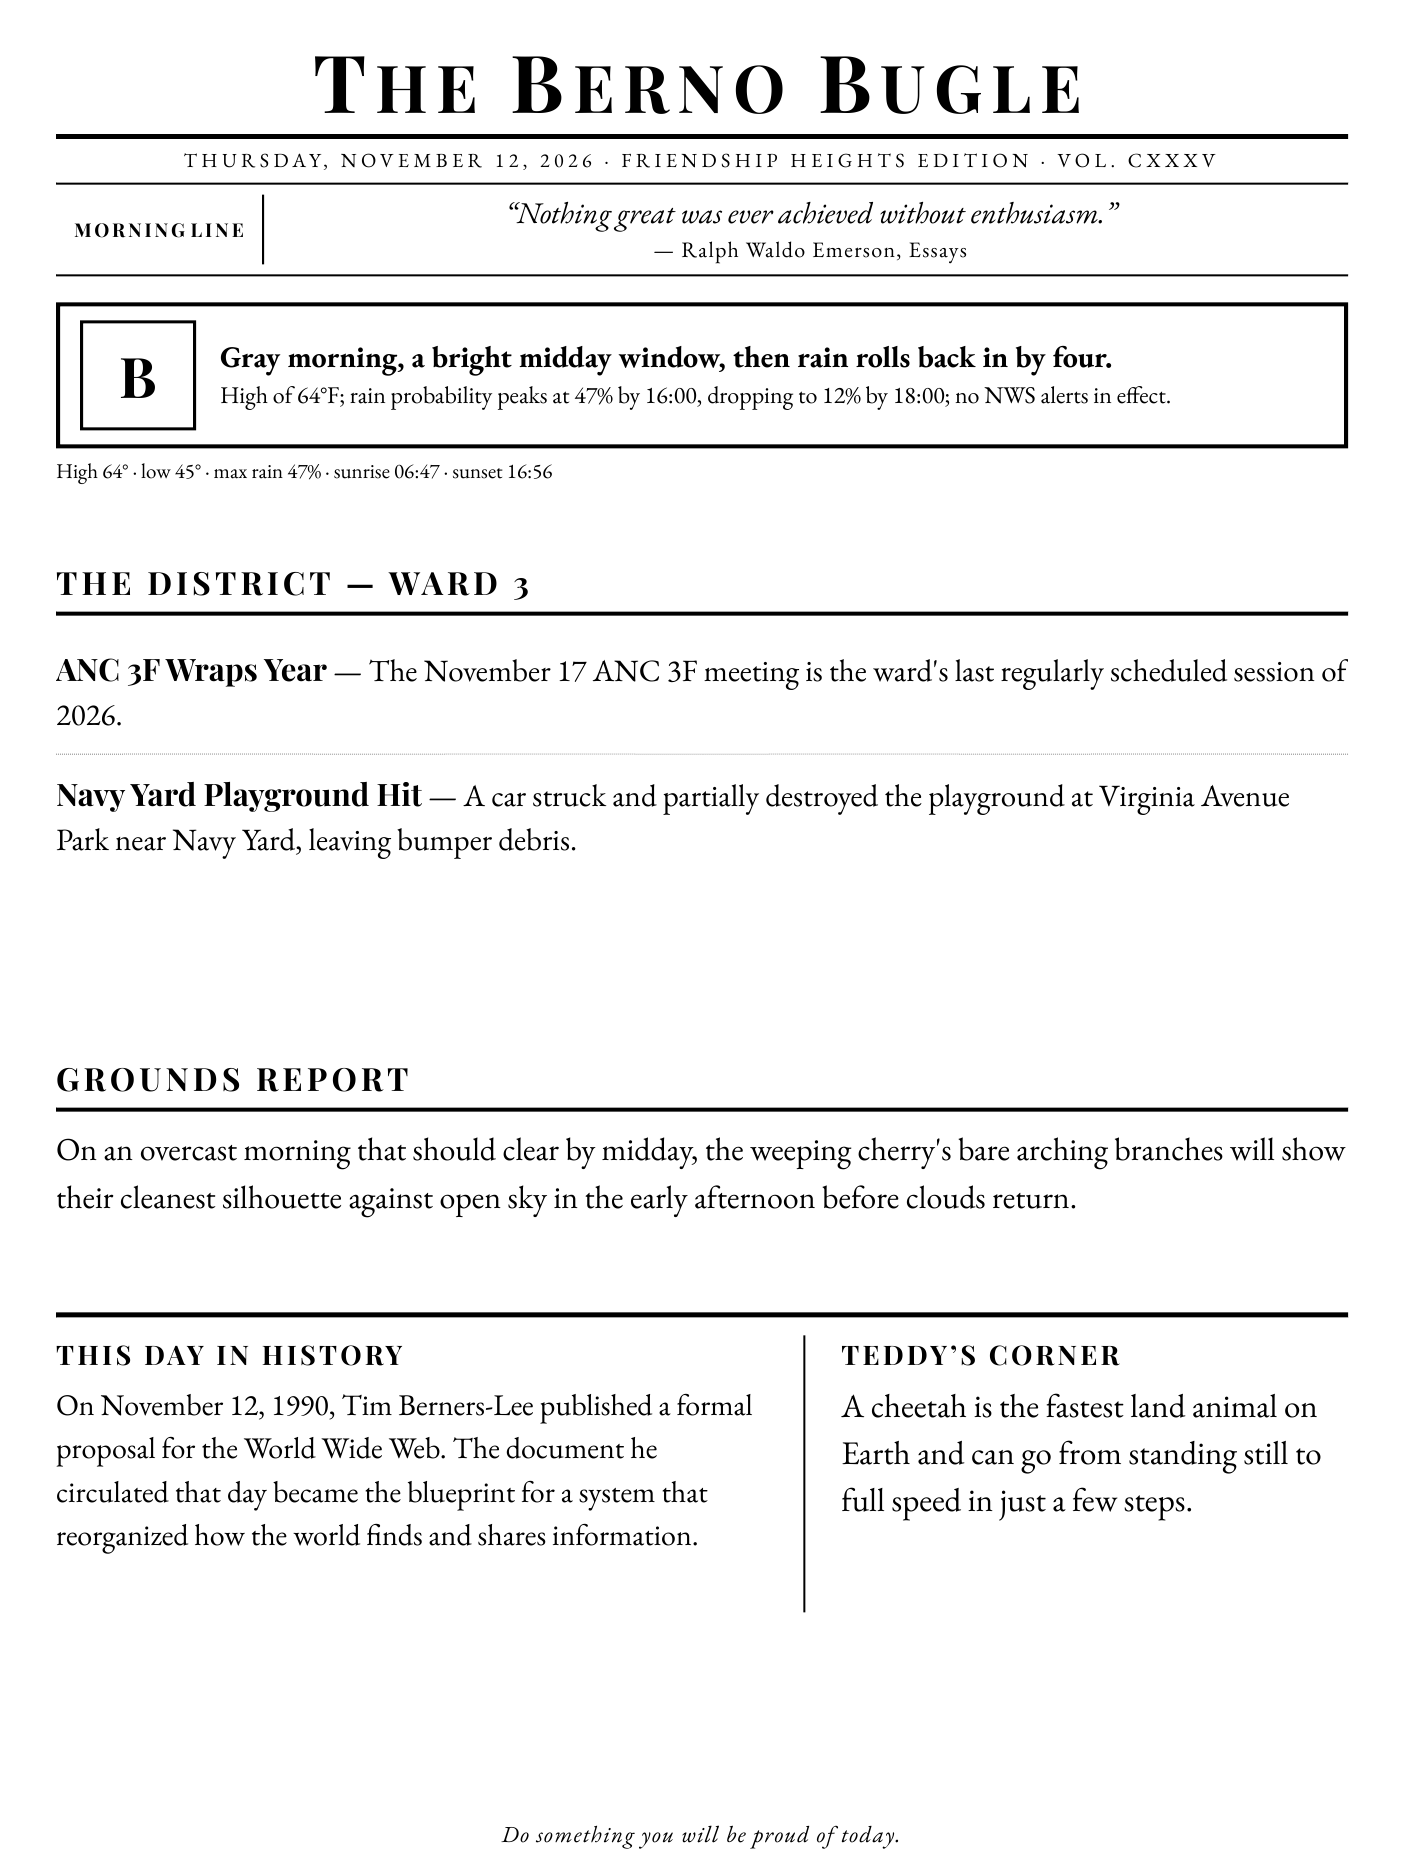 THE BERNO BUGLE
THURSDAY, NOVEMBER 12, 2026 · FRIENDSHIP HEIGHTS EDITION · VOL. CXXXV
MORNING LINE
“Nothing great was ever achieved without enthusiasm.”
— Ralph Waldo Emerson, Essays
B
Gray morning, a bright midday window, then rain rolls back in by four.
High of 64°F; rain probability peaks at 47% by 16:00, dropping to 12% by 18:00; no NWS alerts in effect.
High 64° · low 45° · max rain 47% · sunrise 06:47 · sunset 16:56
THE DISTRICT — WARD 3
ANC 3F Wraps Year — The November 17 ANC 3F meeting is the ward's last regularly scheduled session of
2026.
Navy Yard Playground Hit — A car struck and partially destroyed the playground at Virginia Avenue
Park near Navy Yard, leaving bumper debris.
GROUNDS REPORT
On an overcast morning that should clear by midday, the weeping cherry's bare arching branches will show
their cleanest silhouette against open sky in the early afternoon before clouds return.
THIS DAY IN HISTORY
On November 12, 1990, Tim Berners-Lee published a formal
proposal for the World Wide Web. The document he
circulated that day became the blueprint for a system that
reorganized how the world finds and shares information.
TEDDY’S CORNER
A cheetah is the fastest land animal on
Earth and can go from standing still to
full speed in just a few steps.
Do something you will be proud of today.